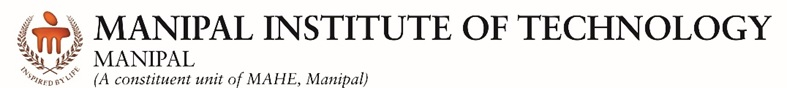 MANIPAL INSTITUTE OF TECHNOLOGY
MANIPAL
(A constituent unit of MAHE, Manipal)
INSPIRED BY LIFE